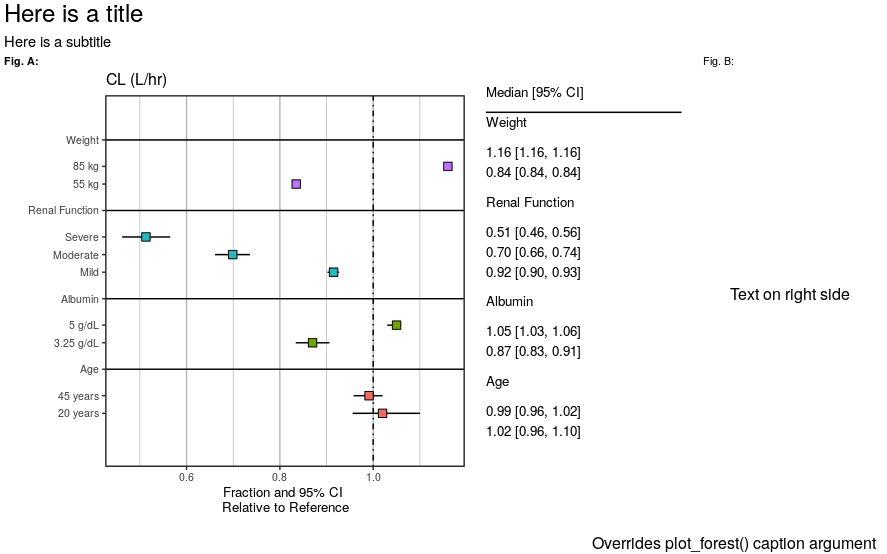 Here is a title
Here is a subtitle
Fig. A:
Fig. B:
CL (L/hr)
Median [95% CI]
Weight
85 kg
55 kg
Renal Function
Severe
Moderate
Mild
Albumin
5 g/dL
3.25 g/dL
Age
45 years
20 years
0.6
0.8
1.0
Fraction and 95% CI
Relative to Reference
Weight
1.16 [1.16, 1.16]
0.84 [0.84, 0.84]
Renal Function
0.51 [0.46, 0.56]
0.70 [0.66, 0.74]
0.92 [0.90, 0.93]
Albumin
1.05 [1.03, 1.06]
0.87 [0.83, 0.91]
Age
0.99 [0.96, 1.02]
1.02 [0.96, 1.10]
Text on right side
Overrides plot_forest() caption argument